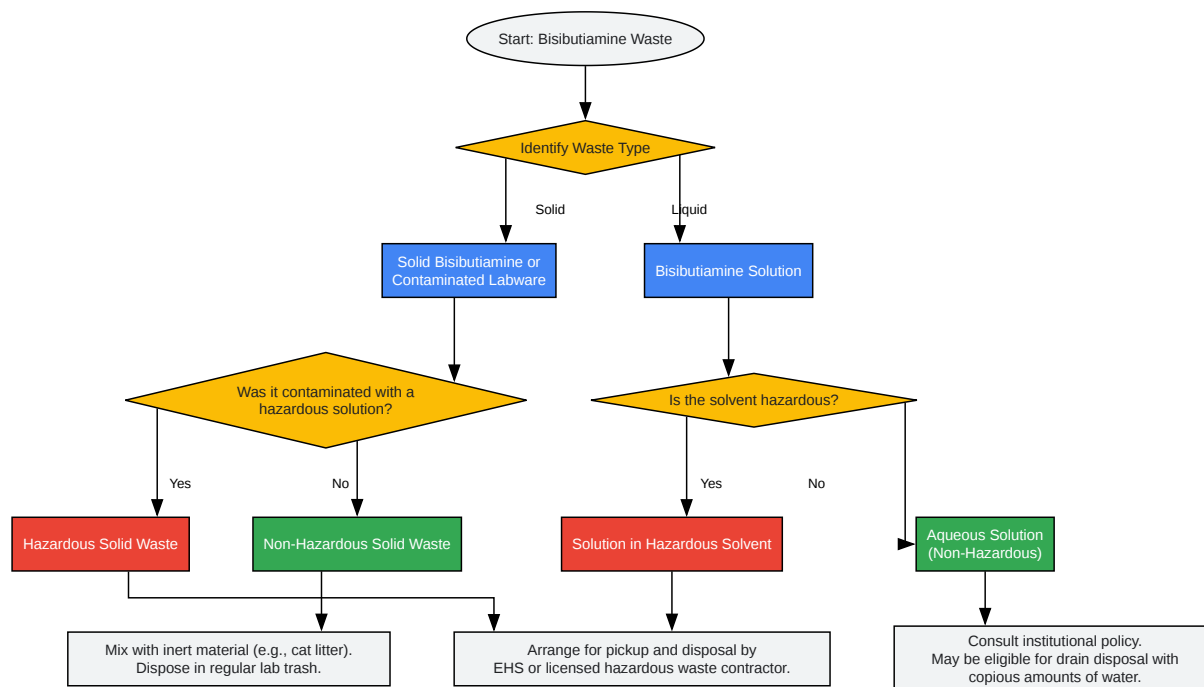 Start: Bisibutiamine Waste
Identify Waste Type
Solid
Liquid
Solid Bisibutiamine or
Contaminated Labware
Bisibutiamine Solution
Was it contaminated with a
hazardous solution?
Is the solvent hazardous?
Yes
No
Yes
No
Hazardous Solid Waste
Non-Hazardous Solid Waste
Solution in Hazardous Solvent
Aqueous Solution
(Non-Hazardous)
Mix with inert material (e.g., cat litter).
Dispose in regular lab trash.
Arrange for pickup and disposal by
EHS or licensed hazardous waste contractor.
Consult institutional policy.
May be eligible for drain disposal with
copious amounts of water.